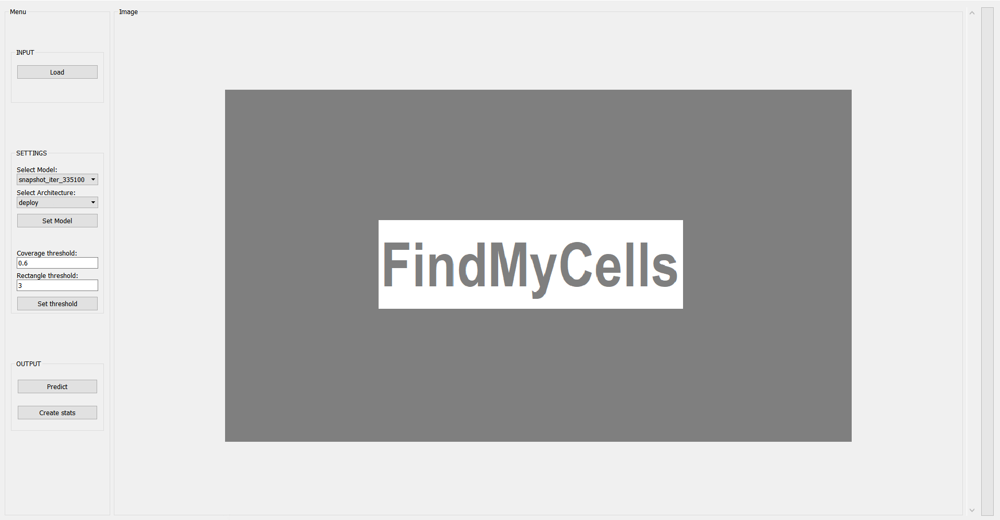 Menu
INPUT
Load
SETTINGS
Select Model:
snapshot_iter_335100
Select Architecture:
deploy
Set Model
Coverage threshold:
0.6
Rectangle threshold:
3
Set threshold
OUTPUT
Predict
Create stats
Image
FindMyCells